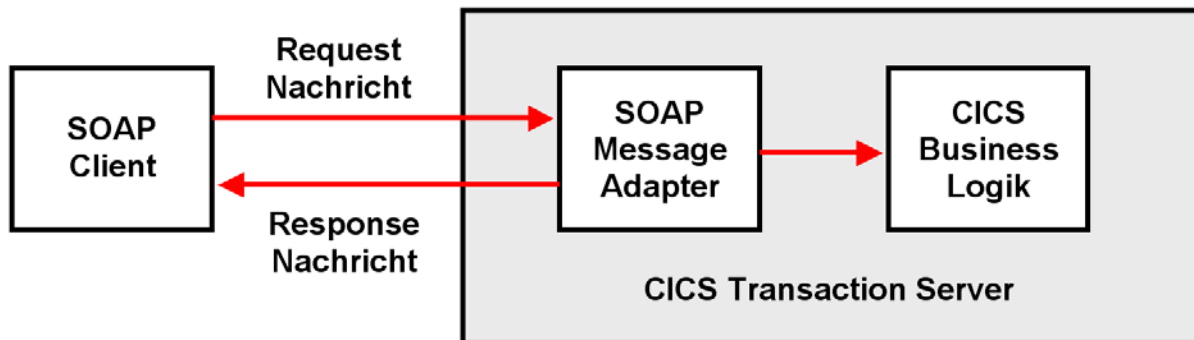 Request
Nachricht
SOAP
Client
SOAP
Message
Adapter
CICS
Business
Logik
Response
Nachricht
CICS Transaction Server